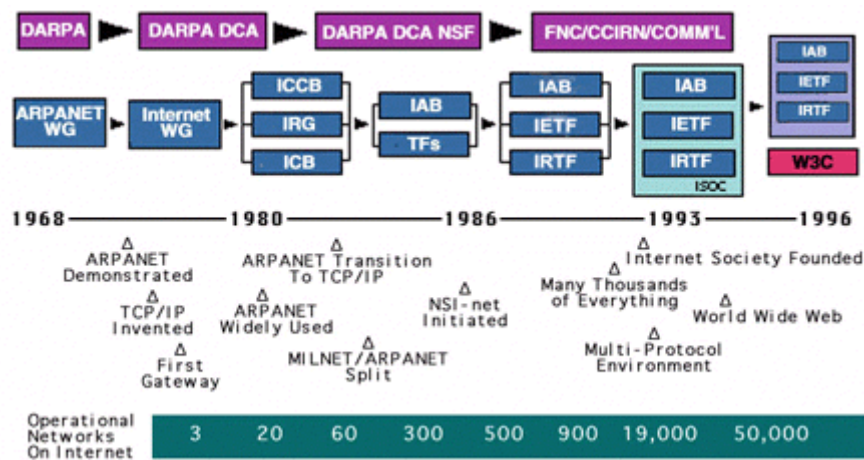 DARPA
DARPA DCA
DARPA DCA NSF
FNC/CCIRN/COMM'L
ARPANET
WG
Internet
WG
ICCB
IRG
ICB
IAB
TFs
IAB
IETF
IRTF
IAB
IETF
IRTF
ISOC
IAB
IETF
IRTF
W3C
1968
1980
1986
1993
1996
ARPANET
Demonstrated
TCP/IP
Invented
First
Gateway
ARPANET Transition
To TCP/IP
ARPANET
Widely Used
MILNET/ARPANET
Split
NSI-net
Initiated
Internet Society Founded
Many Thousands
of Everything
World Wide Web
Multi-Protocol
Environment
Operational
Networks
On Internet
3 20 60 300 500 900 19,000 50,000